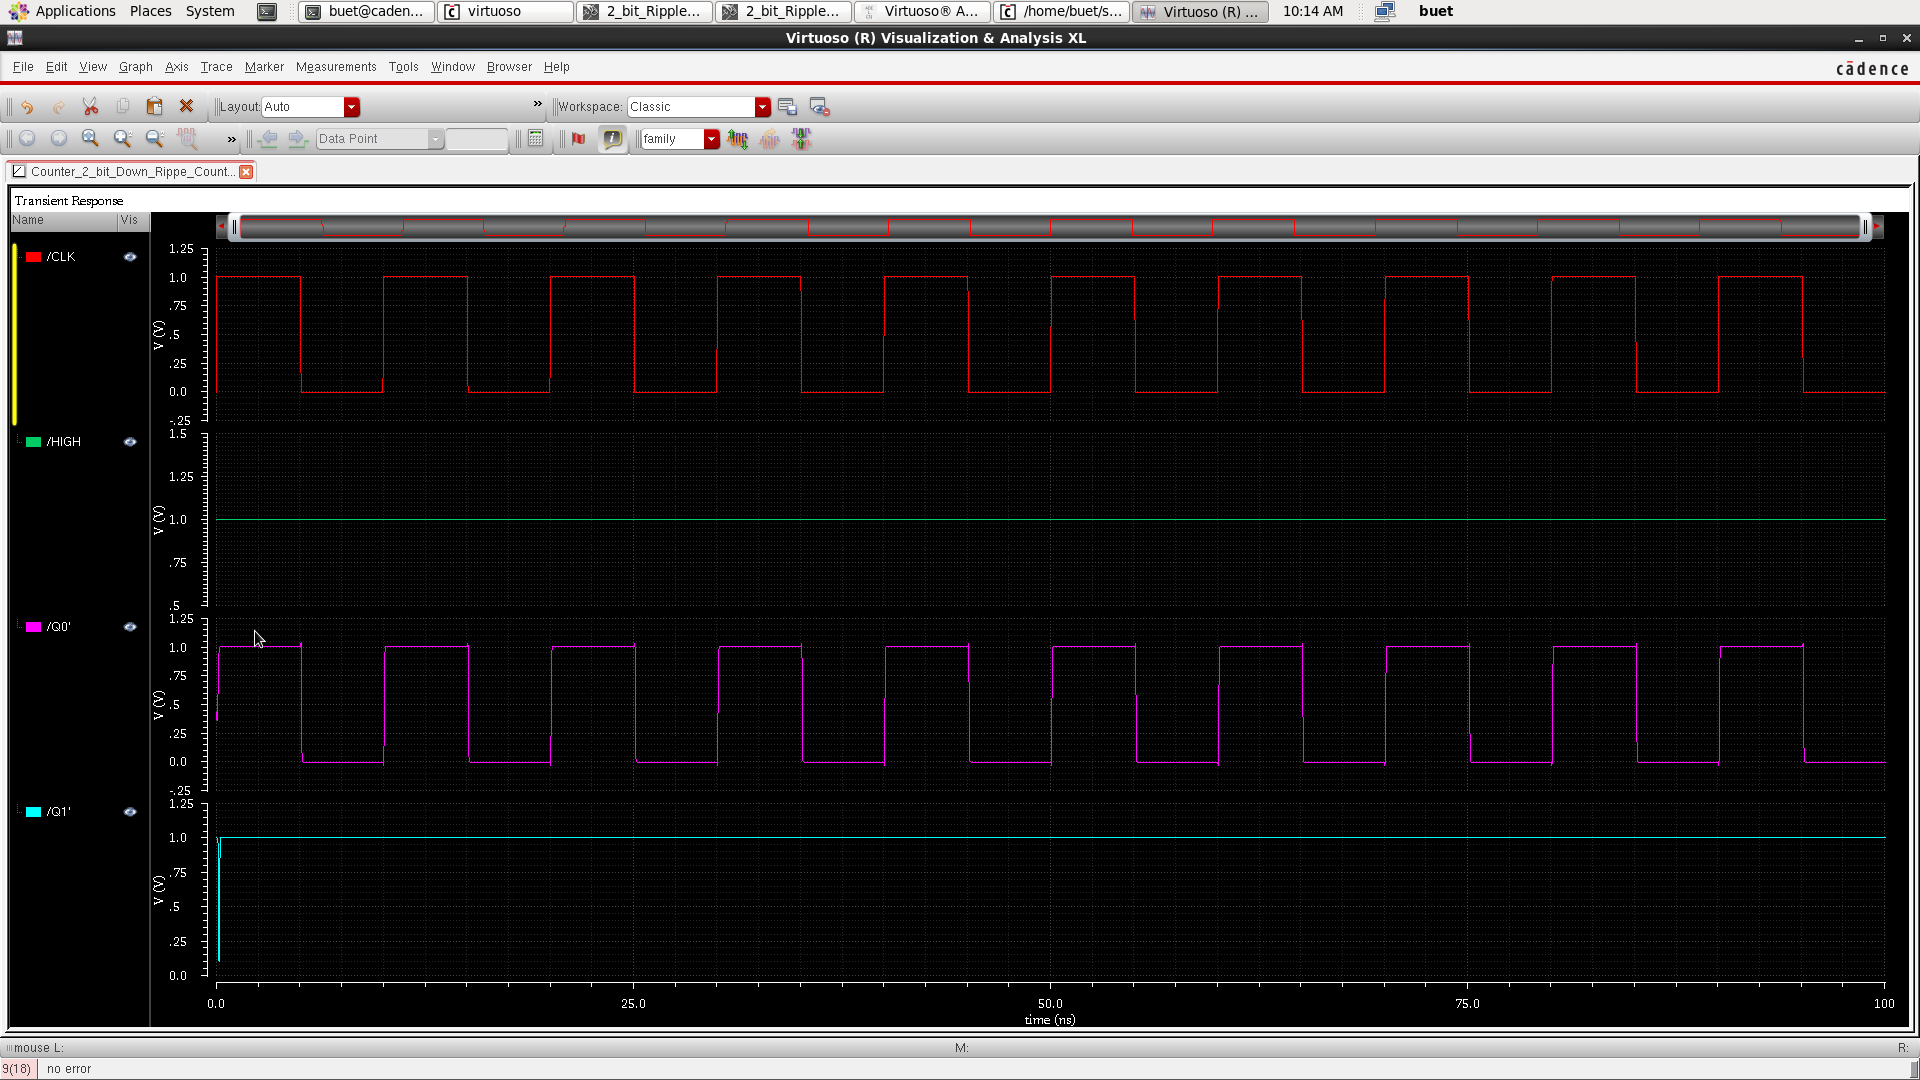 Applications Places System buet@caden... virtuoso 2_bit_Ripple... 2_bit_Ripple... Virtuoso® A... /home/buet/s... Virtuoso (R) ... 10:14 AM buet
Virtuoso (R) Visualization & Analysis XL
File Edit View Graph Axis Trace Marker Measurements Tools Window Browser Help cādence
Layout: Auto » Workspace: Classic
» Data Point family
Counter_2_bit_Down_Rippe_Count...
Transient Response
Name Vis
/CLK
1.25
1.0
.75
.5
.25
0.0
-.25
V (V)
/HIGH
1.5
1.25
1.0
.75
.5
V (V)
/Q0'
1.25
1.0
.75
.5
.25
0.0
-.25
V (V)
/Q1'
1.25
1.0
.75
.5
.25
0.0
V (V)
0.0 25.0 50.0 75.0 100
time (ns)
mouse L: M: R:
9(18) no error